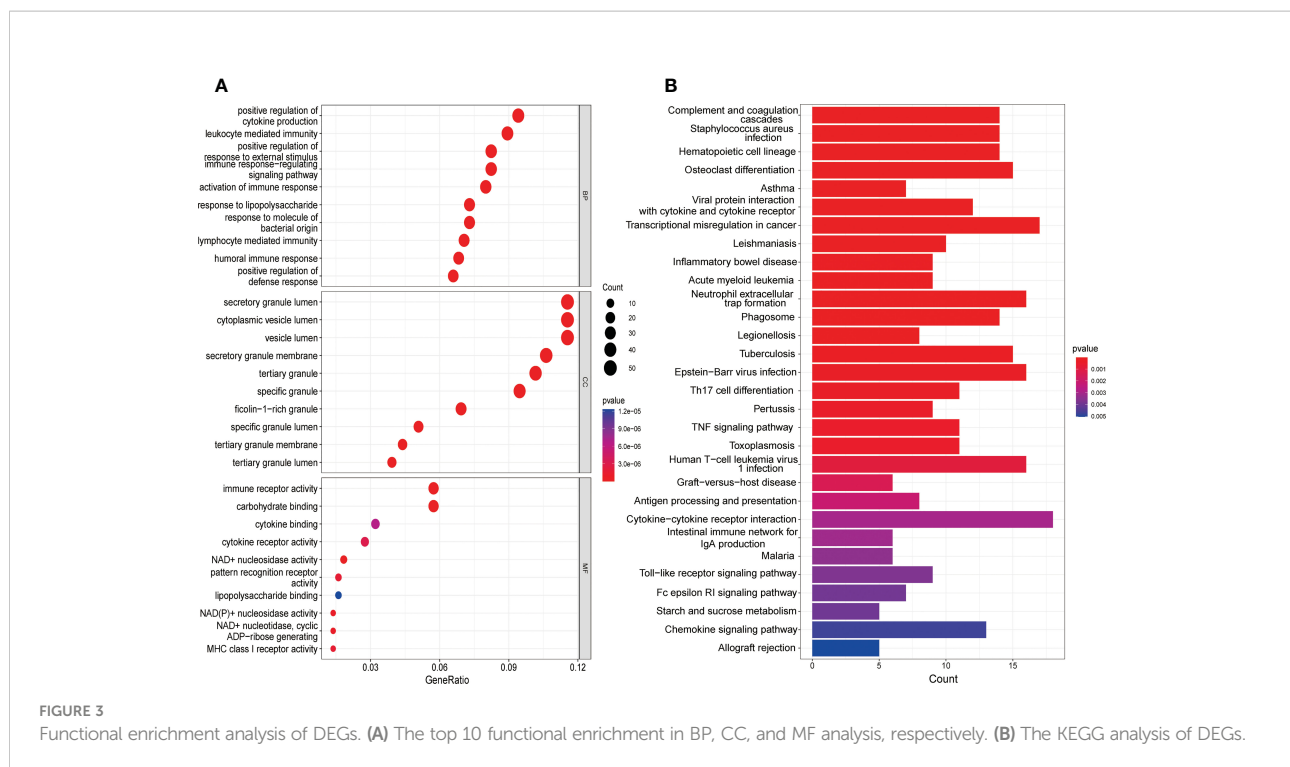 A
positive regulation of
cytokine production
leukocyte mediated immunity
positive regulation of
response to external stimulus
immune response−regulating
signaling pathway
activation of immune response
response to lipopolysaccharide
response to molecule of
bacterial origin
lymphocyte mediated immunity
humoral immune response
positive regulation of
defense response
BP
secretory granule lumen
cytoplasmic vesicle lumen
vesicle lumen
secretory granule membrane
tertiary granule
specific granule
ficolin−1−rich granule
specific granule lumen
tertiary granule membrane
tertiary granule lumen
CC
immune receptor activity
carbohydrate binding
cytokine binding
cytokine receptor activity
NAD+ nucleosidase activity
pattern recognition receptor
activity
lipopolysaccharide binding
NAD(P)+ nucleosidase activity
NAD+ nucleotidase, cyclic
ADP−ribose generating
MHC class I receptor activity
MF
0.03
0.06
0.09
0.12
GeneRatio
Count
10
20
30
40
50
pvalue
1.2e−05
9.0e−06
6.0e−06
3.0e−06
B
Complement and coagulation
cascades
Staphylococcus aureus
infection
Hematopoietic cell lineage
Osteoclast differentiation
Asthma
Viral protein interaction
with cytokine and cytokine receptor
Transcriptional misregulation in cancer
Leishmaniasis
Inflammatory bowel disease
Acute myeloid leukemia
Neutrophil extracellular
trap formation
Phagosome
Legionellosis
Tuberculosis
Epstein−Barr virus infection
Th17 cell differentiation
Pertussis
TNF signaling pathway
Toxoplasmosis
Human T−cell leukemia virus
1 infection
Graft−versus−host disease
Antigen processing and presentation
Cytokine−cytokine receptor interaction
Intestinal immune network for
IgA production
Malaria
Toll−like receptor signaling pathway
Fc epsilon RI signaling pathway
Starch and sucrose metabolism
Chemokine signaling pathway
Allograft rejection
0
5
10
15
Count
pvalue
0.001
0.002
0.003
0.004
0.005
FIGURE 3
Functional enrichment analysis of DEGs. (A) The top 10 functional enrichment in BP, CC, and MF analysis, respectively. (B) The KEGG analysis of DEGs.